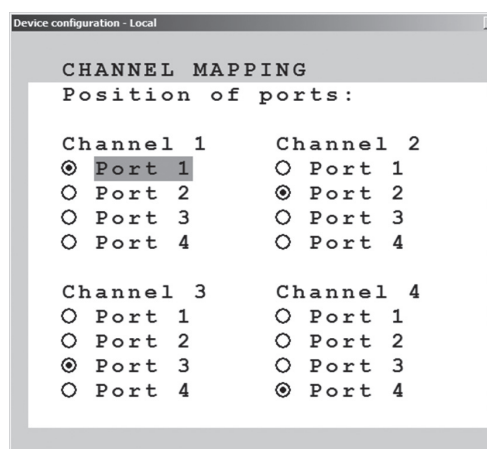 Device configuration - Local
CHANNEL MAPPING
Position of ports:
Channel 1
Port 1
Port 2
Port 3
Port 4
Channel 2
Port 1
Port 2
Port 3
Port 4
Channel 3
Port 1
Port 2
Port 3
Port 4
Channel 4
Port 1
Port 2
Port 3
Port 4